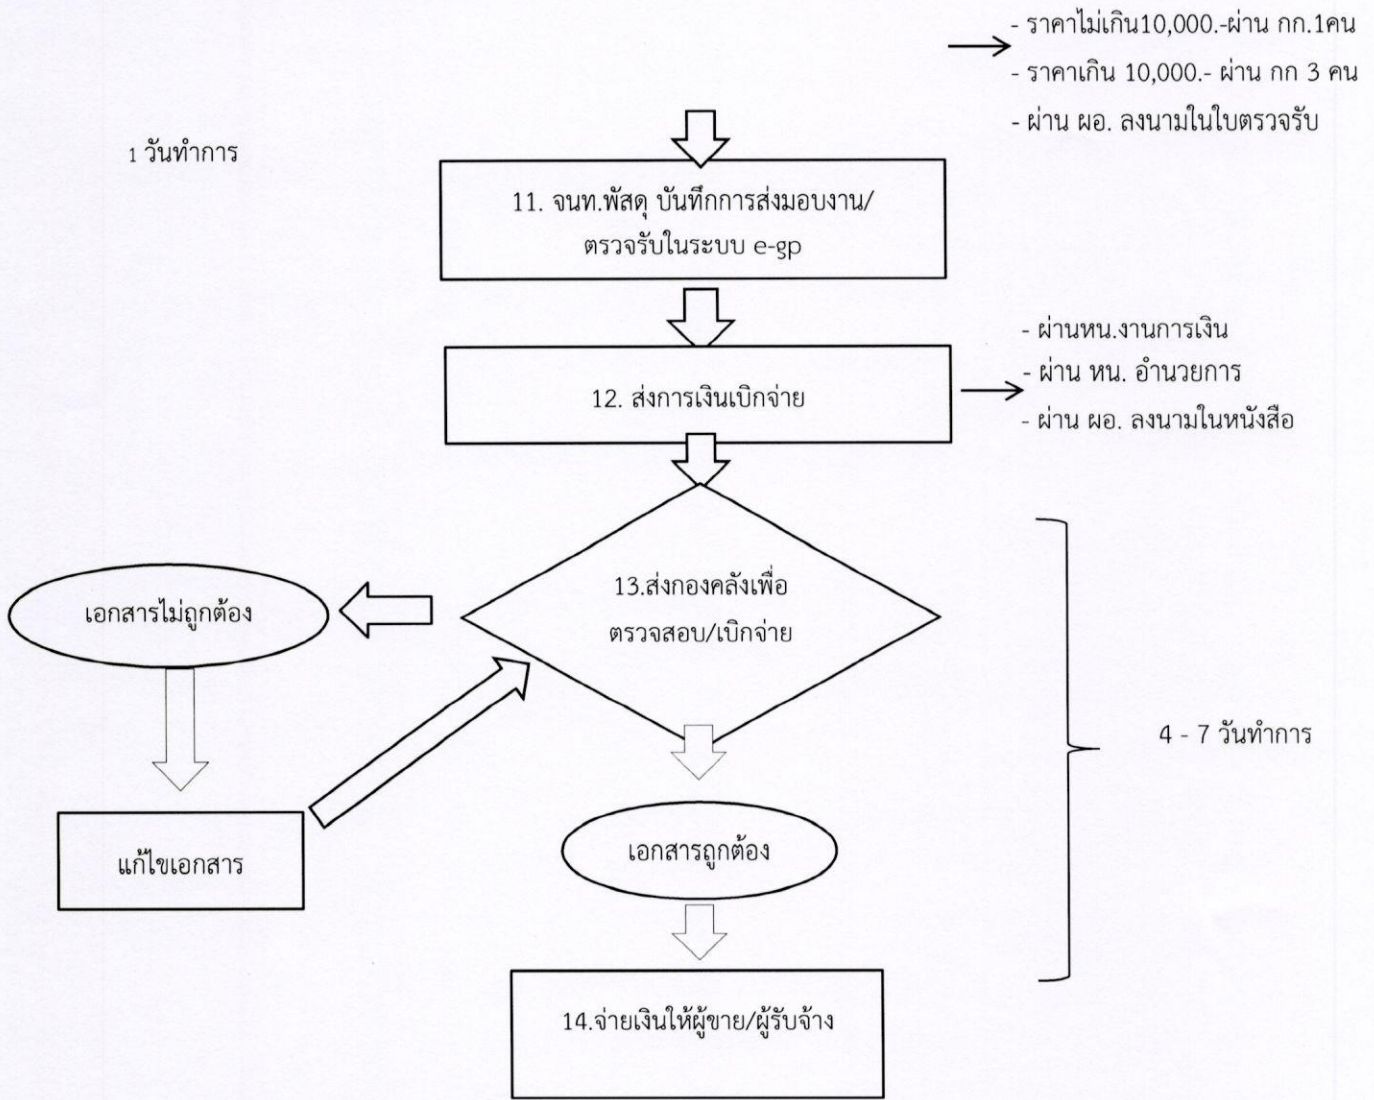 - ราคาไม่เกิน10,000.-ผ่าน กก.1คน
- ราคาเกิน 10,000.- ผ่าน กก 3 คน
- ผ่าน ผอ. ลงนามในใบตรวจรับ
1 วันทำการ
11. จนท.พัสดุ บันทึกการส่งมอบงาน/
ตรวจรับในระบบ e-gp
- ผ่านหน.งานการเงิน
- ผ่าน หน. อำนวยการ
- ผ่าน ผอ. ลงนามในหนังสือ
12. ส่งการเงินเบิกจ่าย
13.ส่งกองคลังเพื่อ
ตรวจสอบ/เบิกจ่าย
เอกสารไม่ถูกต้อง
4 - 7 วันทำการ
แก้ไขเอกสาร
เอกสารถูกต้อง
14.จ่ายเงินให้ผู้ขาย/ผู้รับจ้าง